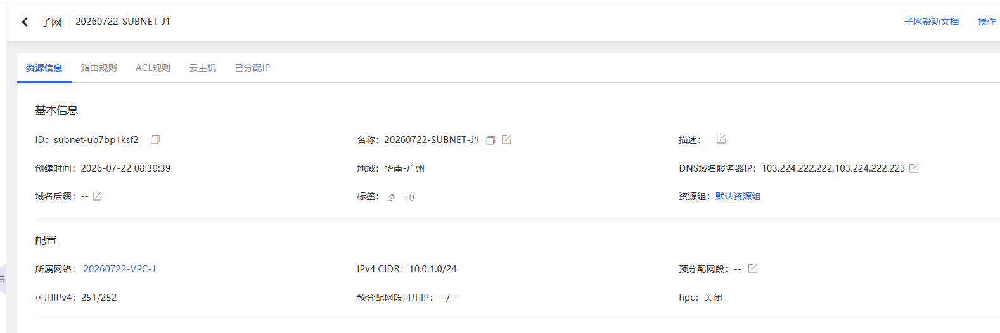 子网 20260722-SUBNET-J1 子网帮助文档 操作
资源信息 路由规则 ACL规则 云主机 已分配IP
基本信息
ID：subnet-ub7bp1ksf2 名称：20260722-SUBNET-J1 描述：
创建时间：2026-07-22 08:30:39 地域：华南-广州 DNS域名服务器IP：103.224.222.222,103.224.222.223
域名后缀：-- 标签： +0 资源组：默认资源组
配置
所属网络： 20260722-VPC-J IPv4 CIDR：10.0.1.0/24 预分配网段：--
可用IPv4：251/252 预分配网段可用IP：--/-- hpc：关闭